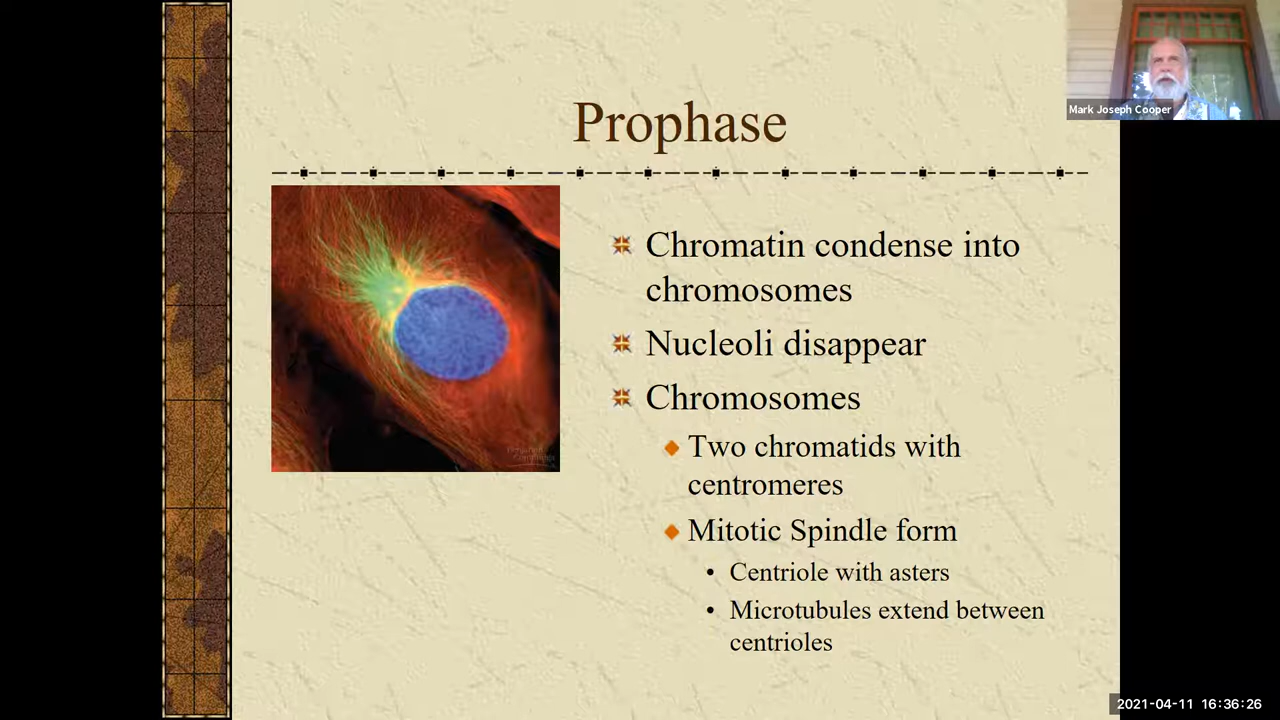 Mark Joseph Cooper
Prophase
Chromatin condense into
chromosomes
Nucleoli disappear
Chromosomes
Two chromatids with
centromeres
Mitotic Spindle form
• Centriole with asters
• Microtubules extend between
centrioles
2021-04-11 16:36:26